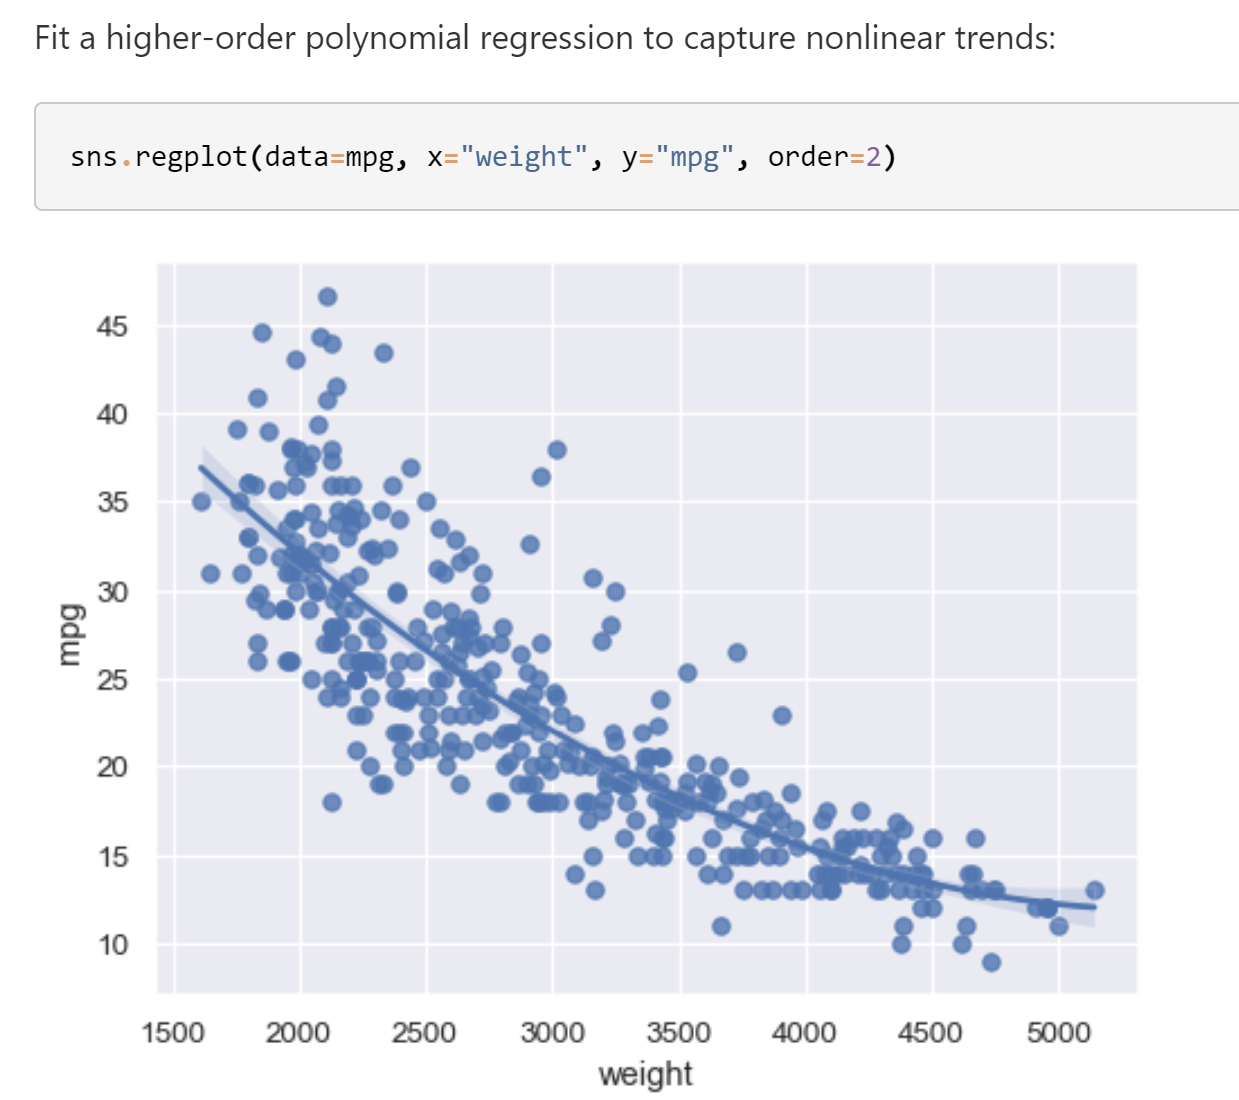 Fit a higher-order polynomial regression to capture nonlinear trends:
sns.regplot(data=mpg, x="weight", y="mpg", order=2)
45
40
35
30
25
20
15
10
mpg
1500 2000 2500 3000 3500 4000 4500 5000
weight